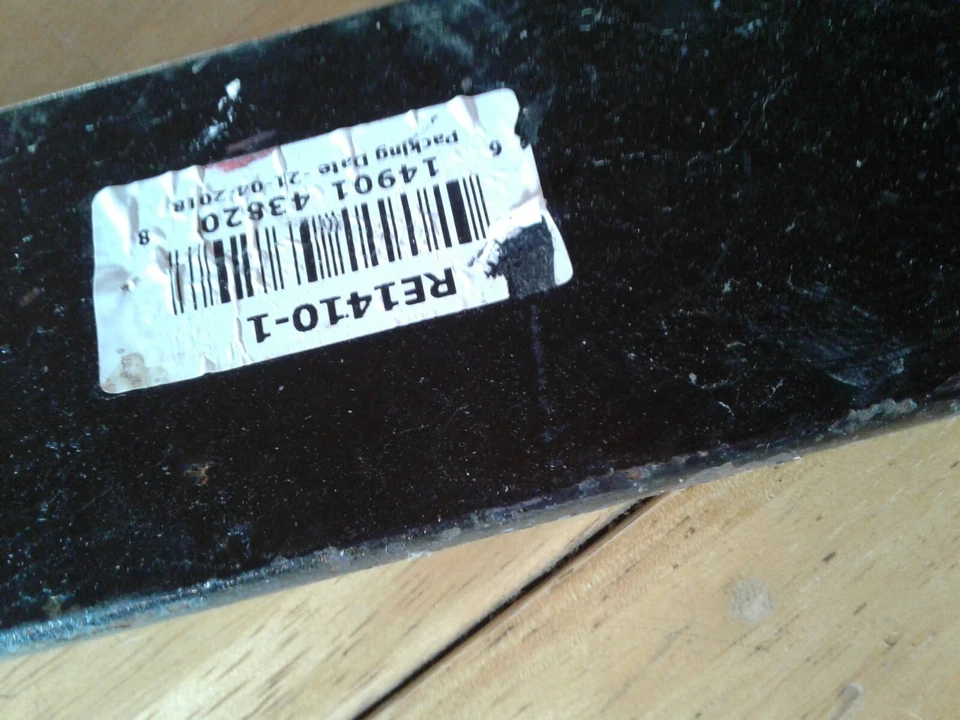 RE1410-1
6 14901 43820 8
Packing Date -21-04-2018